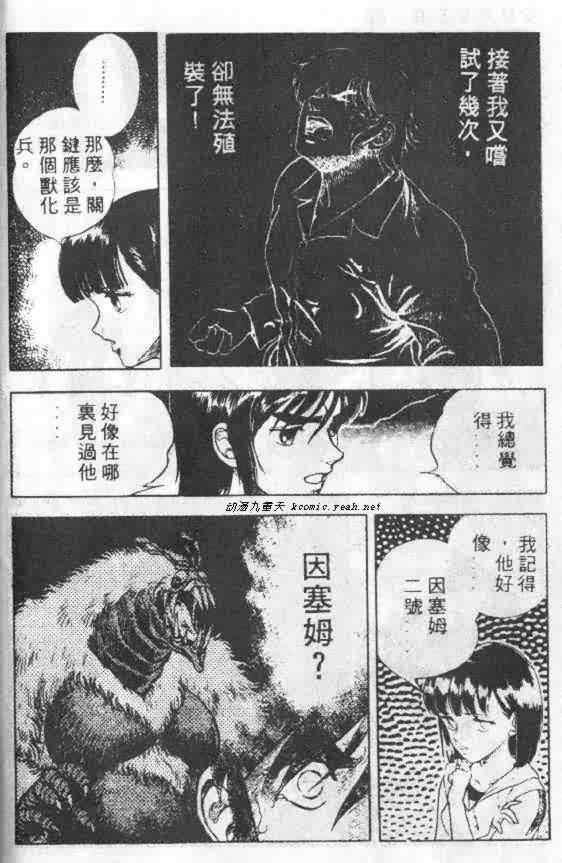 接著我又嚐
試了幾次，
卻無法殖
裝了！
………
那麼，關
鍵應該是
那個獸化
兵。
我總覺
得……
好像在哪
裏見過他
……
动漫九重天 kcomic.yeah.net
我記得
，他好
像……
因塞姆
二號…
因塞姆？